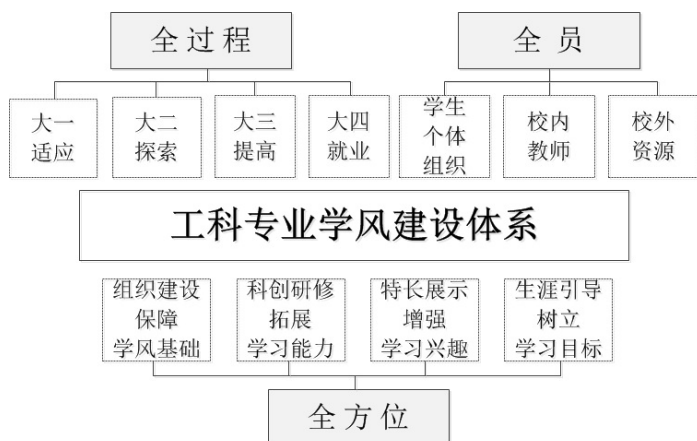 全过程
全员
大一
适应
大二
探索
大三
提高
大四
就业
学生
个体
组织
校内
教师
校外
资源
工科专业学风建设体系
组织建设
保障
学风基础
科创研修
拓展
学习能力
特长展示
增强
学习兴趣
生涯引导
树立
学习目标
全方位